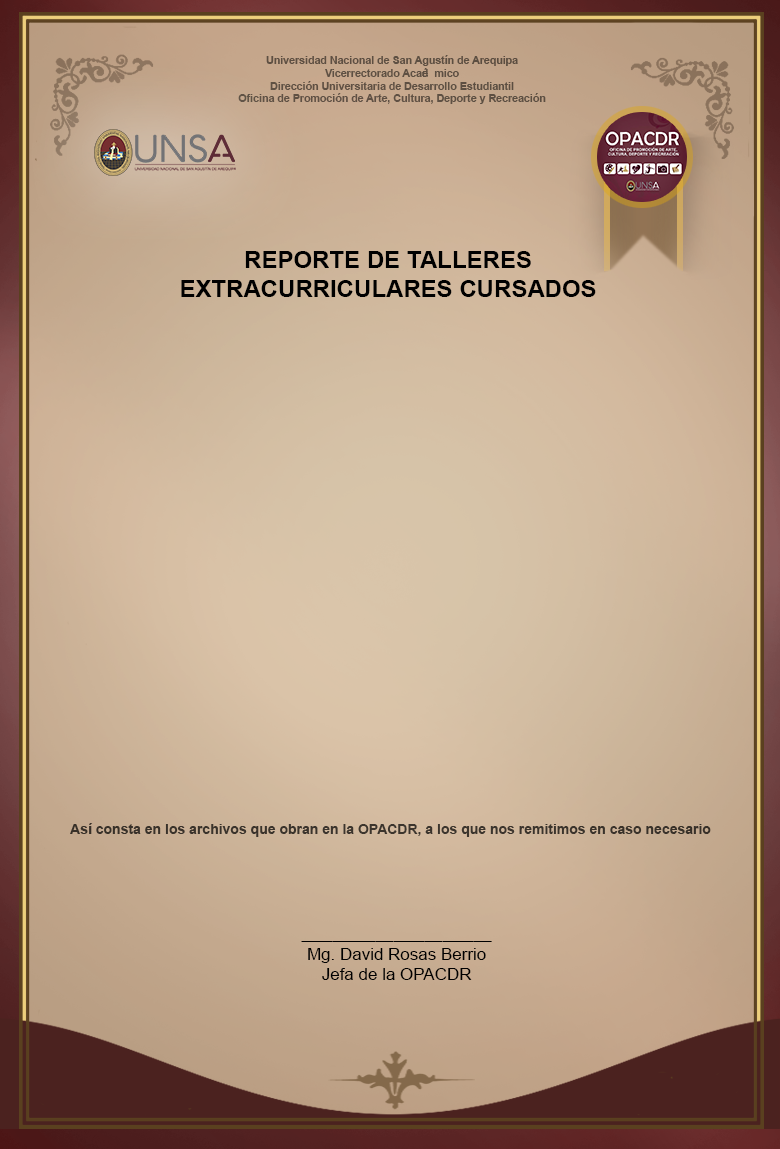 Universidad Nacional de San Agustín de Arequipa
Vicerrectorado Académico
Dirección Universitaria de Desarrollo Estudiantil
Oficina de Promoción de Arte, Cultura, Deporte y Recreación
UNSA
UNIVERSIDAD NACIONAL DE SAN AGUSTÍN DE AREQUIPA
OPACDR
OFICINA DE PROMOCIÓN DE ARTE,
CULTURA, DEPORTE Y RECREACIÓN
UNSA
REPORTE DE TALLERES
EXTRACURRICULARES CURSADOS
Así consta en los archivos que obran en la OPACDR, a los que nos remitimos en caso necesario
Mg. David Rosas Berrio
Jefa de la OPACDR